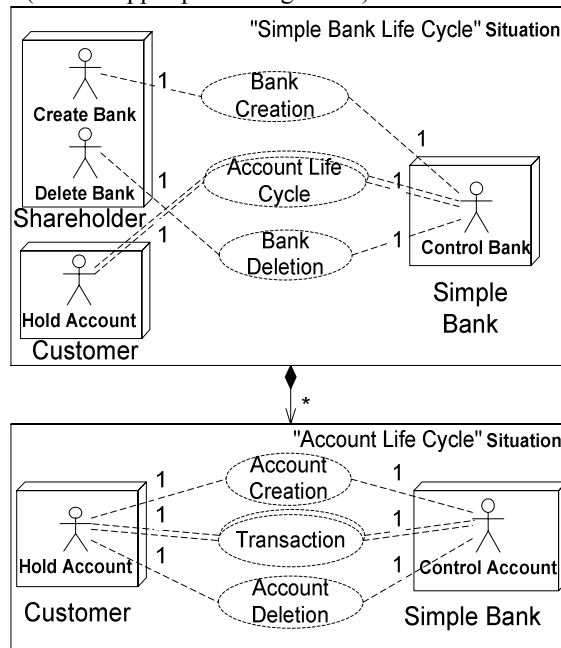 "Simple Bank Life Cycle" Situation
1
Bank
Creation
Create Bank
1
Delete Bank
1
Account Life
Cycle
1
Shareholder
1
Bank
Deletion
1
Control Bank
Hold Account
Simple
Bank
Customer
*
"Account Life Cycle" Situation
1
Account
Creation
1
1
Transaction
1
Hold Account
1
Account
Deletion
1
Control Account
Customer
Simple Bank